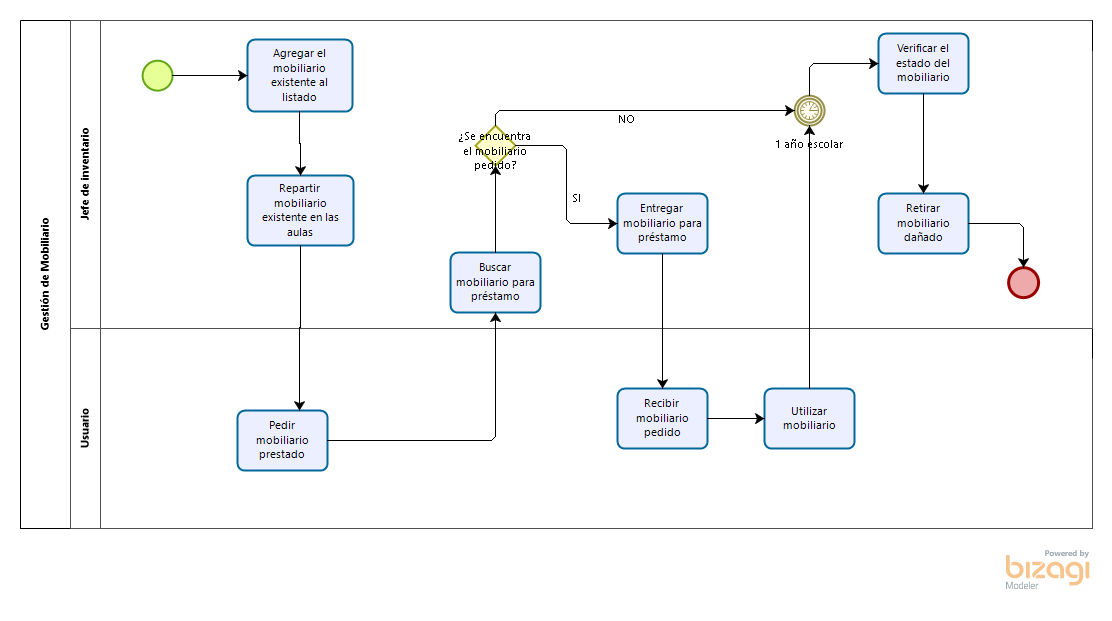 Gestión de Mobiliario
Jefe de inventario
Agregar el
mobiliario
existente al
listado
Repartir
mobiliario
existente en las
aulas
¿Se encuentra
el mobiliario
pedido?
NO
SI
Buscar
mobiliario para
préstamo
Entregar
mobiliario para
préstamo
1 año escolar
Verificar el
estado del
mobiliario
Retirar
mobiliario
dañado
Usuario
Pedir
mobiliario
prestado
Recibir
mobiliario
pedido
Utilizar
mobiliario
Powered by
bizagi
Modeler